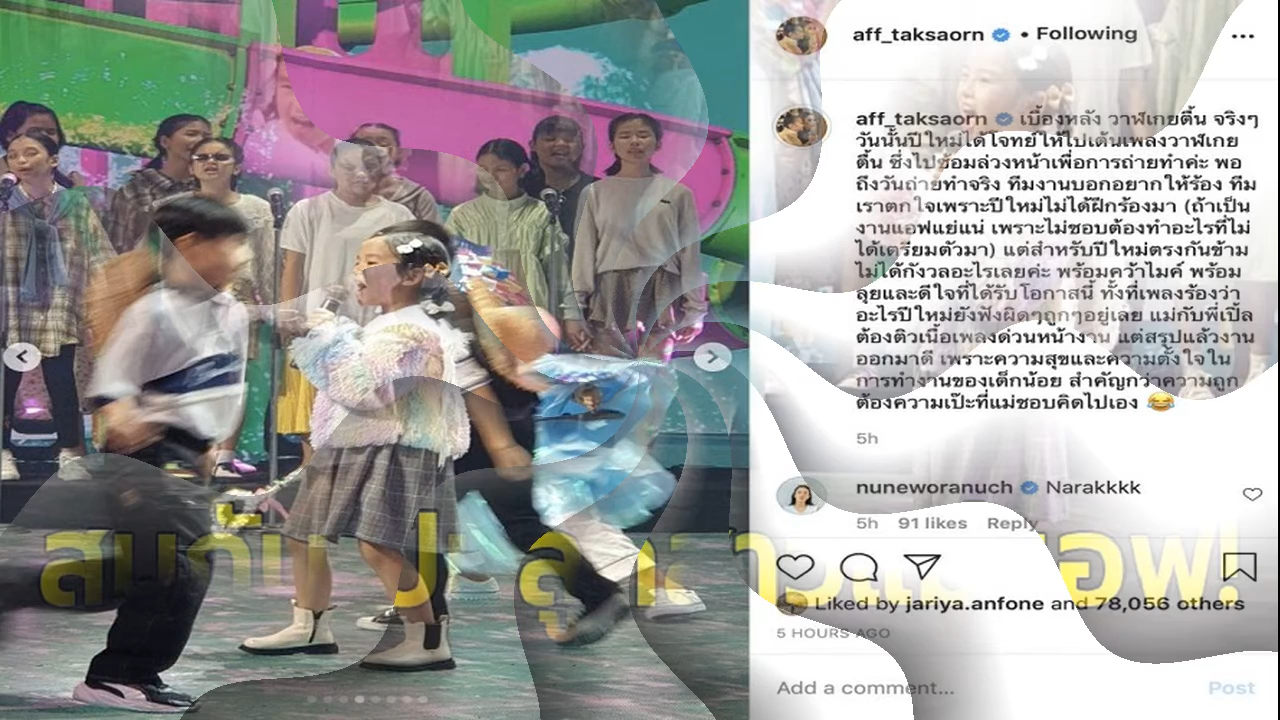 aff_taksaorn • Following
aff_taksaorn เบื้องหลัง วาฬเกยตื้น จริงๆ
วันนั้นปีใหม่ได้โจทย์ให้ไปเต้นเพลงวาฬเกย
ตื้น ซึ่งไปซ้อมล่วงหน้าเพื่อการถ่ายทำค่ะ พอ
ถึงวันถ่ายทำจริง ทีมงานบอกอยากให้ร้อง ทีม
เราตกใจเพราะปีใหม่ไม่ได้ฝึกร้องมา (ถ้าเป็น
งานแอฟแย่แน่ เพราะไม่ชอบต้องทำอะไรที่ไม่
ได้เตรียมตัวมา) แต่สำหรับปีใหม่ตรงกันข้าม
ไม่ได้กังวลอะไรเลยค่ะ พร้อมคว้าไมค์ พร้อม
ลุยและดีใจที่ได้รับโอกาสนี้ ทั้งที่เพลงร้องว่า
อะไรปีใหม่ยังฟังผิดๆถูกๆอยู่เลย แม่กับพี่เปิ้ล
ต้องติวเนื้อเพลงด่วนหน้างาน แต่สรุปแล้วงาน
ออกมาดี เพราะความสุขและความตั้งใจใน
การทำงานของเด็กน้อย สำคัญกว่าความถูก
ต้องความเป๊ะที่แม่ชอบคิดไปเอง 😂
5h
nuneworanuch Narakkkk
5h 91 likes Reply
Liked by jariya.anfone and 78,056 others
5 HOURS AGO
Add a comment... Post